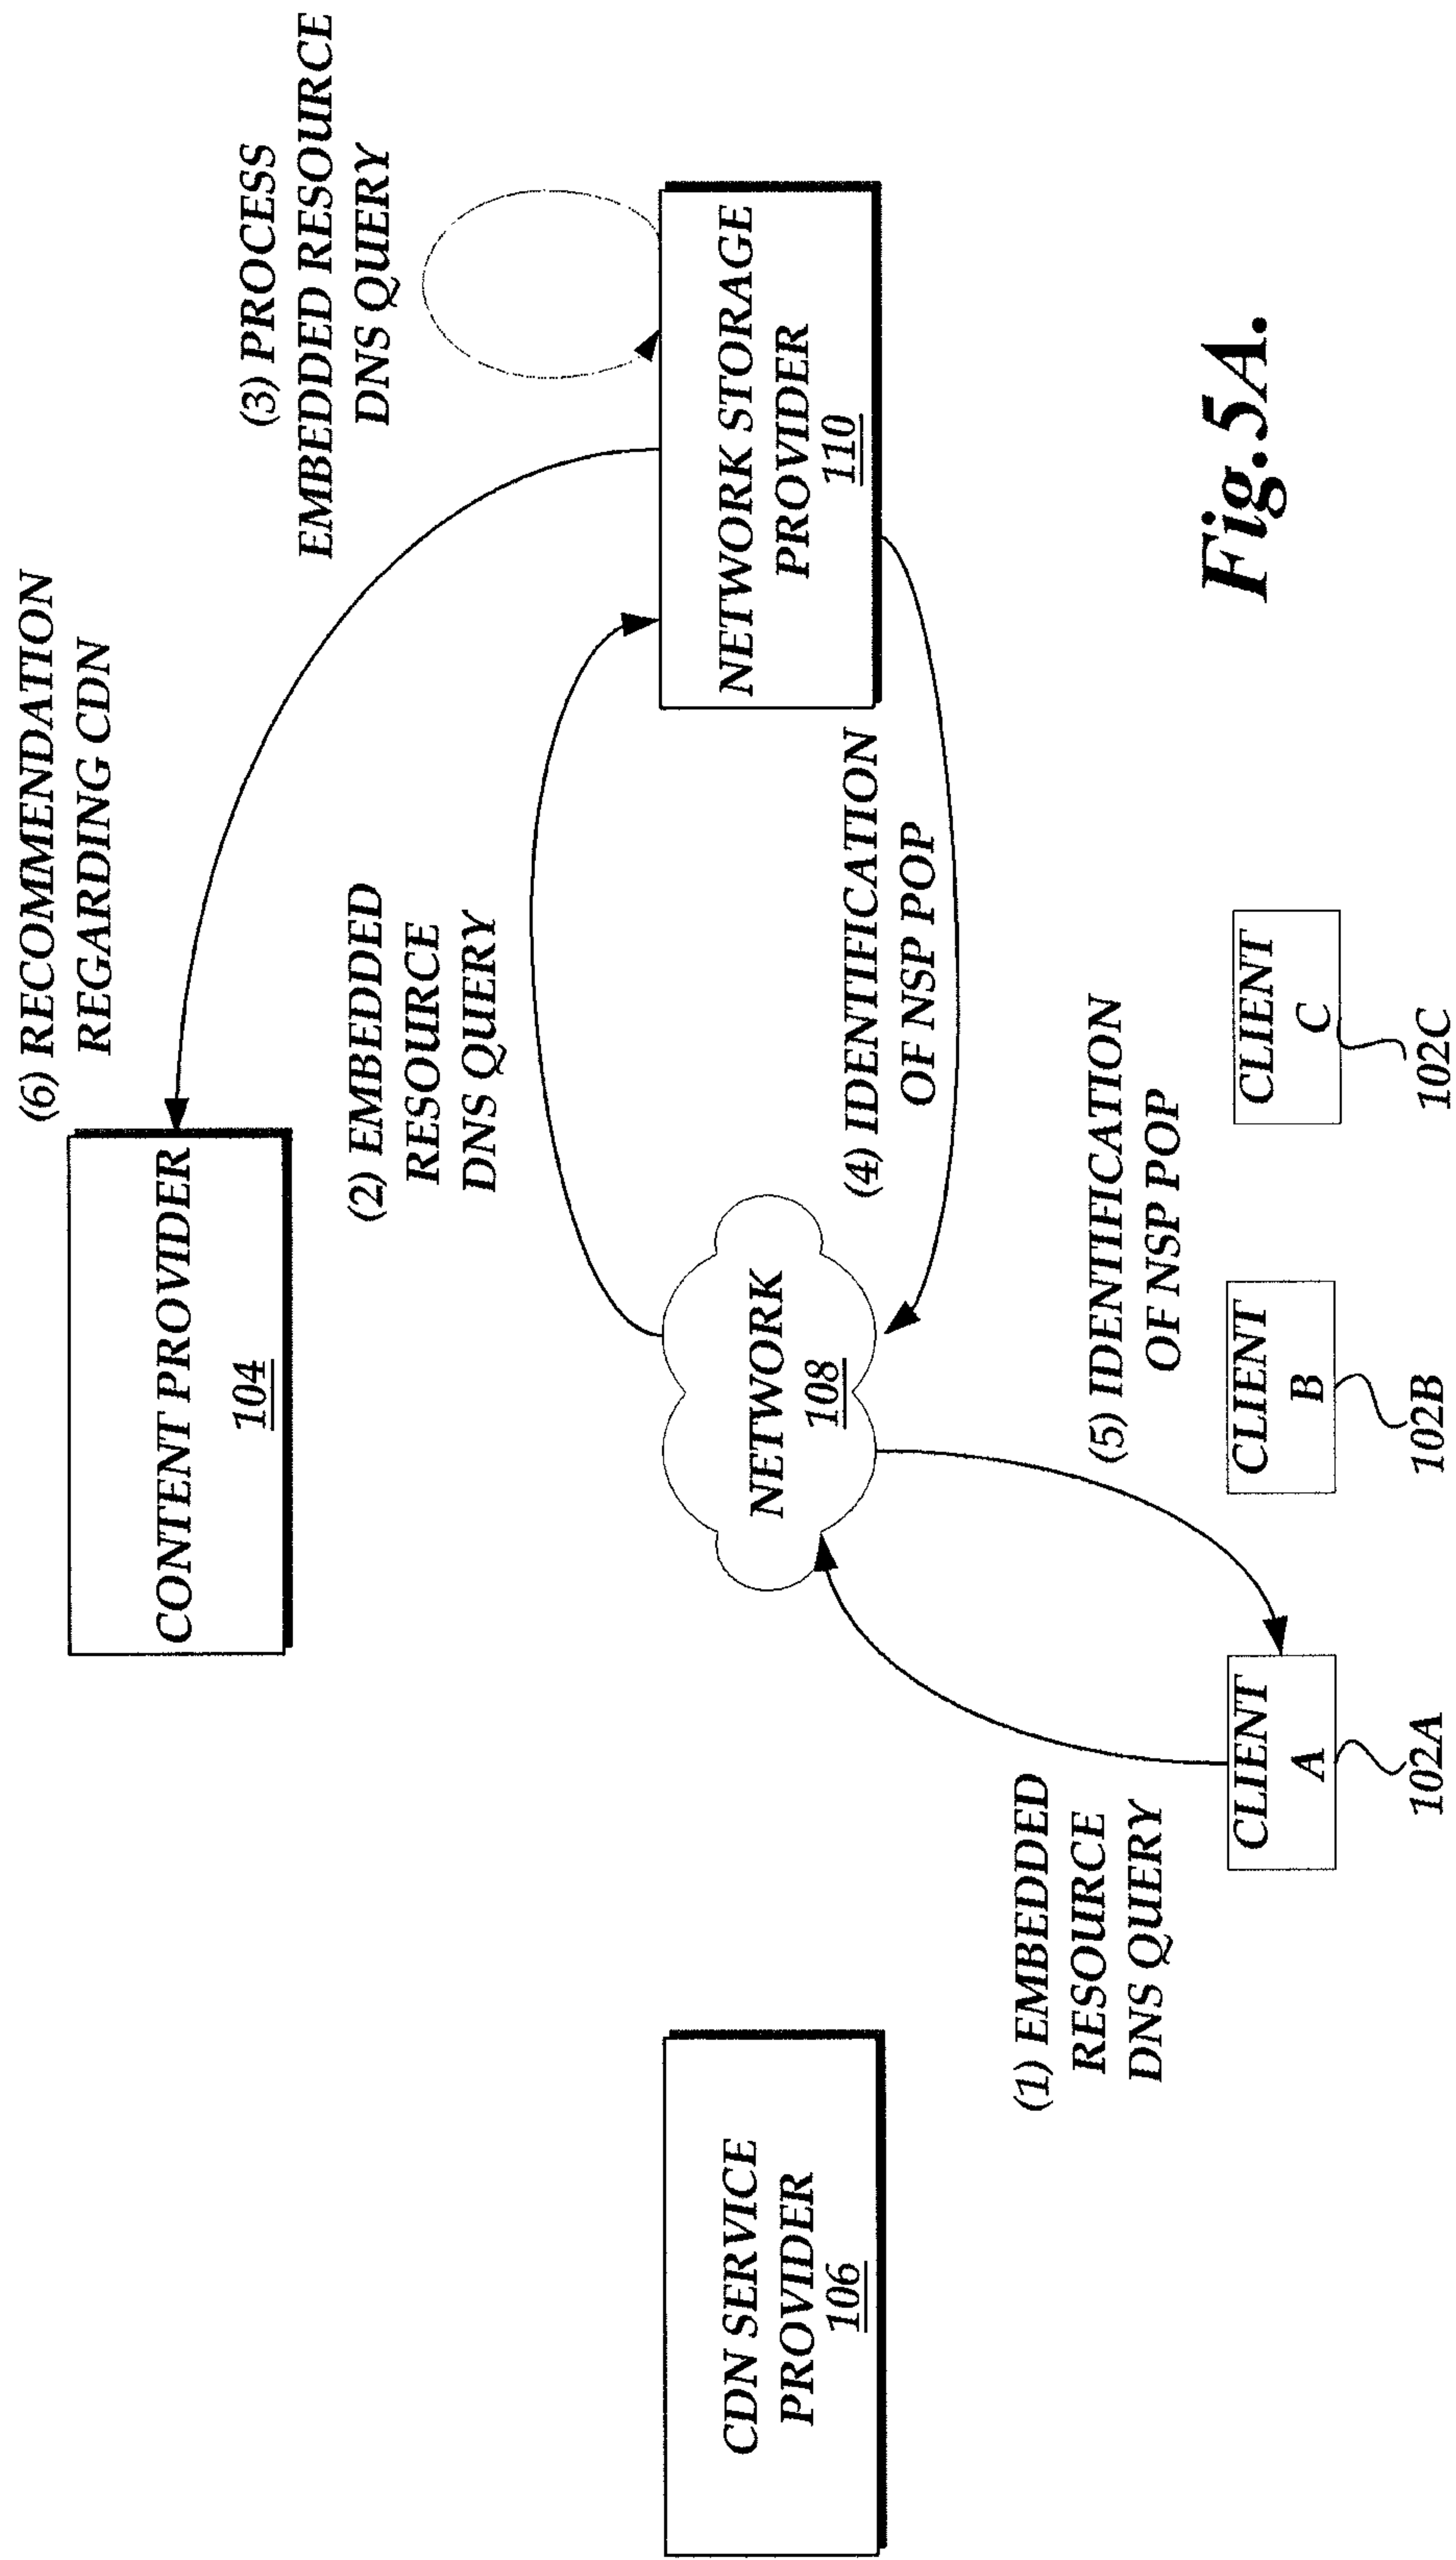 (6) RECOMMENDATION
REGARDING CDN
CONTENT PROVIDER
104
(3) PROCESS
EMBEDDED RESOURCE
DNS QUERY
(2) EMBEDDED
RESOURCE
DNS QUERY
CDN SERVICE
PROVIDER
106
NETWORK
108
NETWORK STORAGE
PROVIDER
110
(4) IDENTIFICATION
OF NSP POP
(1) EMBEDDED
RESOURCE
DNS QUERY
(5) IDENTIFICATION
OF NSP POP
CLIENT
A
102A
CLIENT
B
102B
CLIENT
C
102C
Fig.5A.